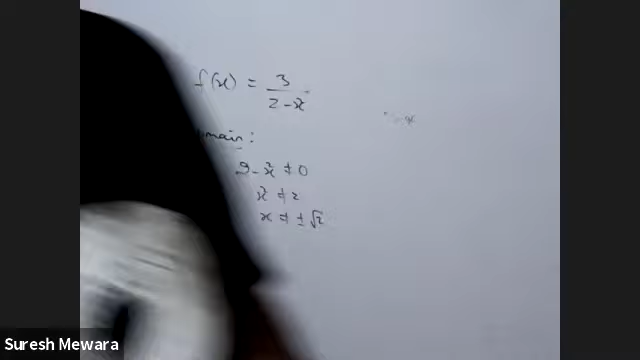 f(x) = 3 / (2 - x²)
main:
2 - x² ≠ 0
x² ≠ 2
x ≠ ± √2
Suresh Mewara